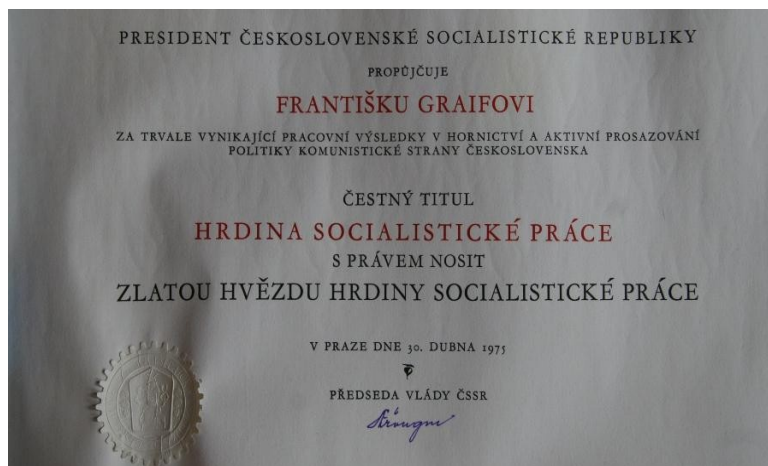 PRESIDENT ČESKOSLOVENSKÉ SOCIALISTICKÉ REPUBLIKY
PROPŮJČUJE
FRANTIŠKU GRAIFOVI
ZA TRVALE VYNIKAJÍCÍ PRACOVNÍ VÝSLEDKY V HORNICTVÍ A AKTIVNÍ PROSAZOVÁNÍ
POLITIKY KOMUNISTICKÉ STRANY ČESKOSLOVENSKA
ČESTNÝ TITUL
HRDINA SOCIALISTICKÉ PRÁCE
S PRÁVEM NOSIT
ZLATOU HVĚZDU HRDINY SOCIALISTICKÉ PRÁCE
V PRAZE DNE 30. DUBNA 1975
PŘEDSEDA VLÁDY ČSSR